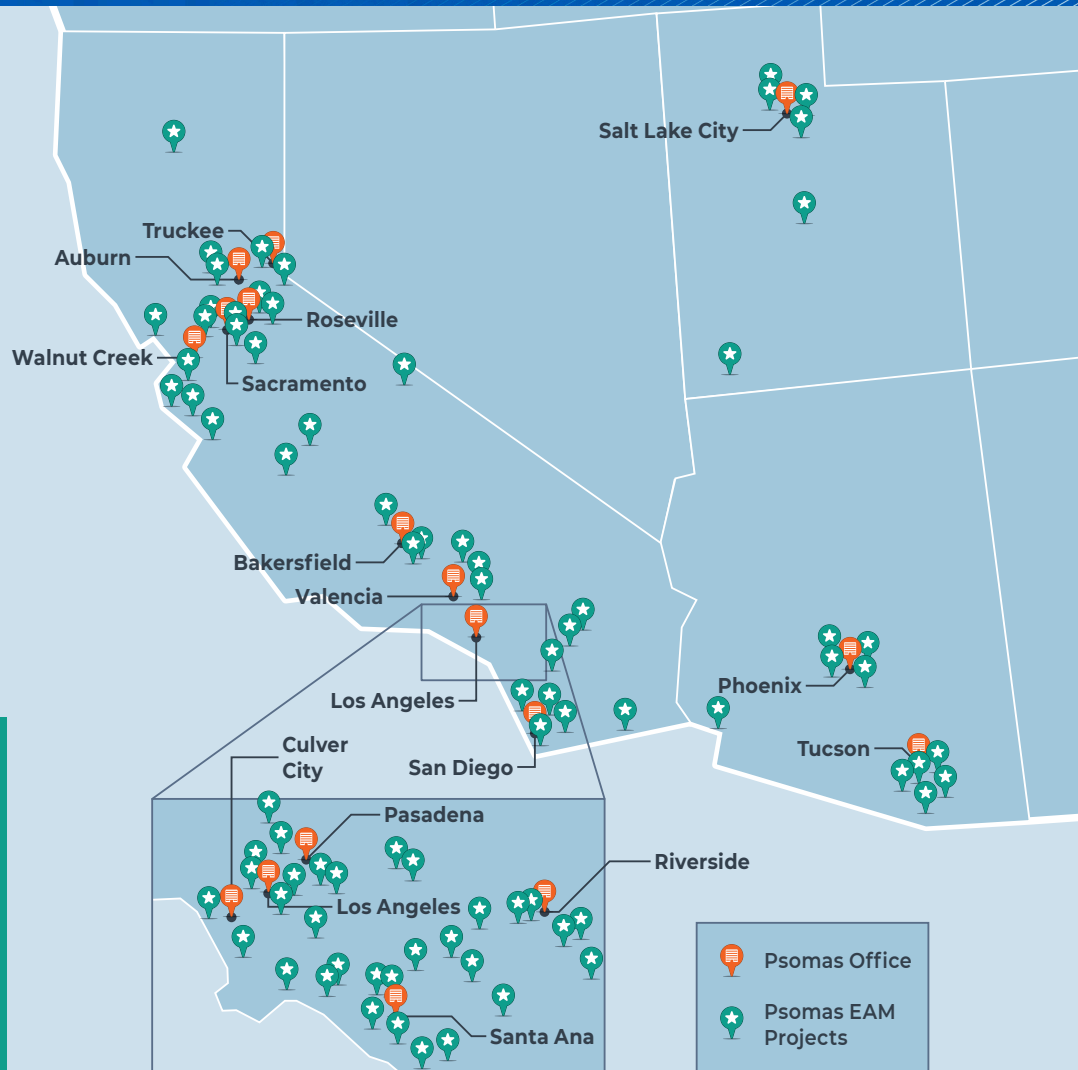 Salt Lake City
Truckee
Auburn
Roseville
Walnut Creek
Sacramento
Bakersfield
Valencia
Los Angeles
Phoenix
San Diego
Tucson
Culver
City
Pasadena
Riverside
Los Angeles
Santa Ana
Psomas Office
Psomas EAM
Projects